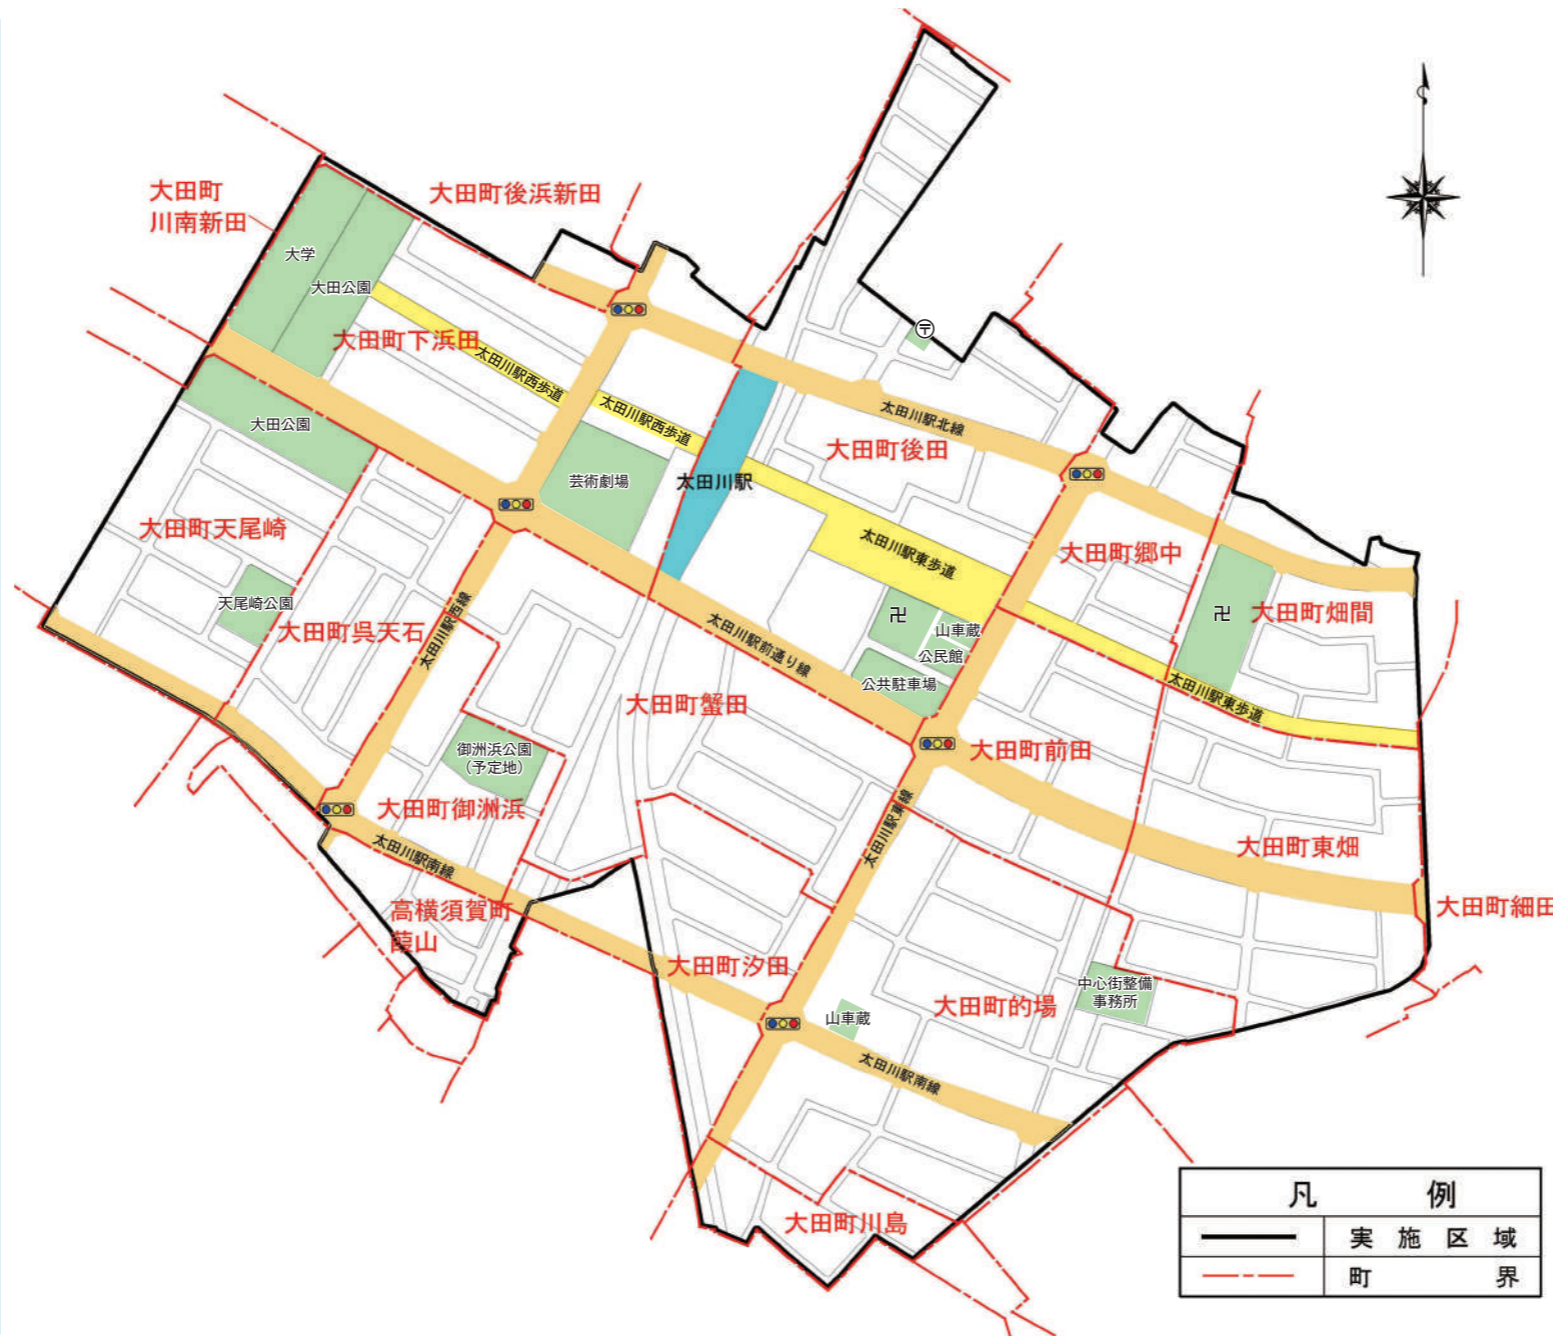 大田町
川南新田
大田町後浜新田
大学
大田公園
大田町下浜田
太田川駅西歩道
太田川駅西歩道
〒
太田川駅北線
大田町後田
大田公園
芸術劇場
太田川駅
大田町天尾崎
太田川駅東歩道
大田町郷中
天尾崎公園
大田町呉天石
太田川駅西線
太田川駅前通り線
卍
山車蔵
公民館
公共駐車場
卍
大田町畑間
太田川駅東歩道
大田町蟹田
御洲浜公園
(予定地)
大田町前田
大田町御洲浜
太田川駅東線
大田町東畑
太田川駅南線
高横須賀町
葭山
大田町細田
大田町汐田
大田町的場
中心街整備
事務所
山車蔵
太田川駅南線
大田町川島
凡 例
実施区域
町界